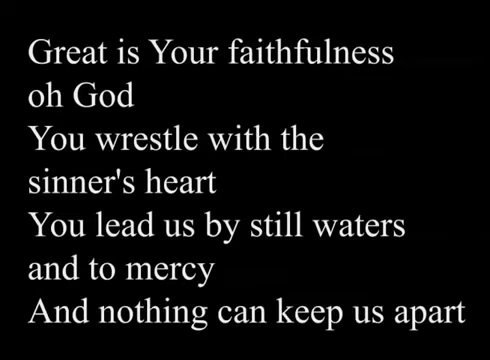 Great is Your faithfulness
oh God
You wrestle with the
sinner's heart
You lead us by still waters
and to mercy
And nothing can keep us apart